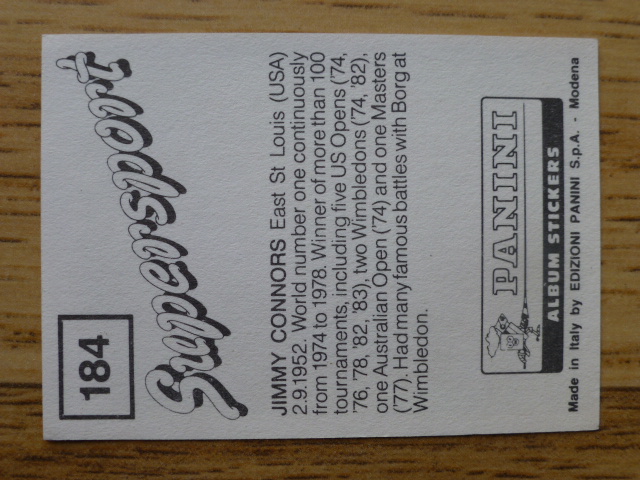 184
Supersport
JIMMY CONNORS East St Louis (USA)
2.9.1952. World number one continuously
from 1974 to 1978. Winner of more than 100
tournaments, including five US Opens ('74,
'76, '78, '82, '83), two Wimbledons ('74, '82),
one Australian Open ('74) and one Masters
('77). Had many famous battles with Borg at
Wimbledon.
PANINI
ALBUM STICKERS
Made in Italy by EDIZIONI PANINI S.p.A. - Modena